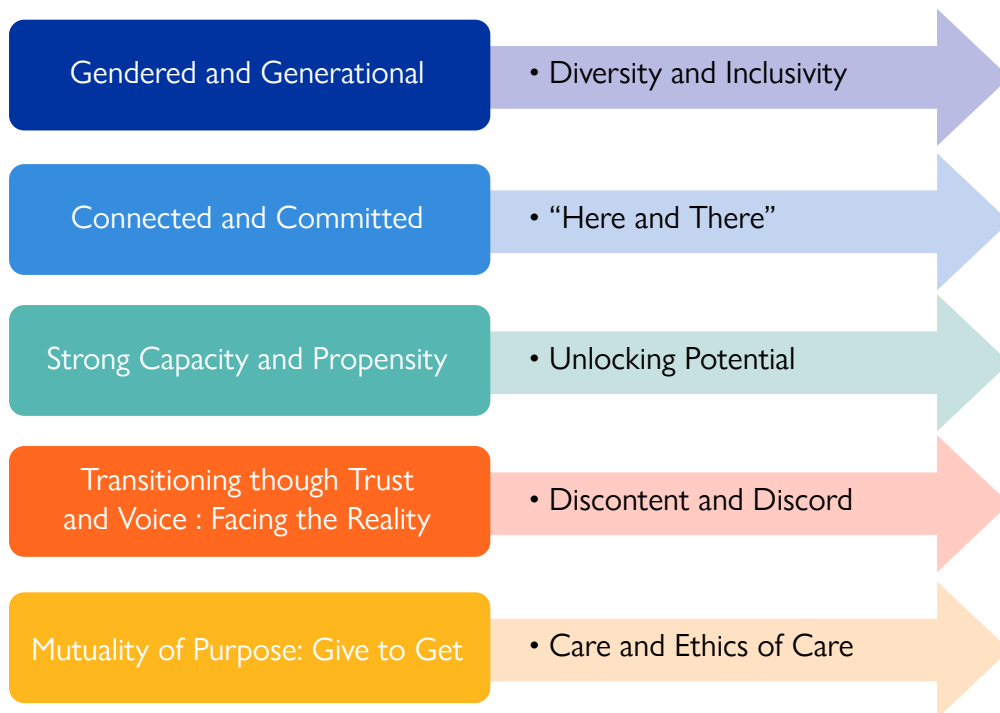 Gendered and Generational
• Diversity and Inclusivity
Connected and Committed
• “Here and There”
Strong Capacity and Propensity
• Unlocking Potential
Transitioning though Trust
and Voice : Facing the Reality
• Discontent and Discord
Mutuality of Purpose: Give to Get
• Care and Ethics of Care